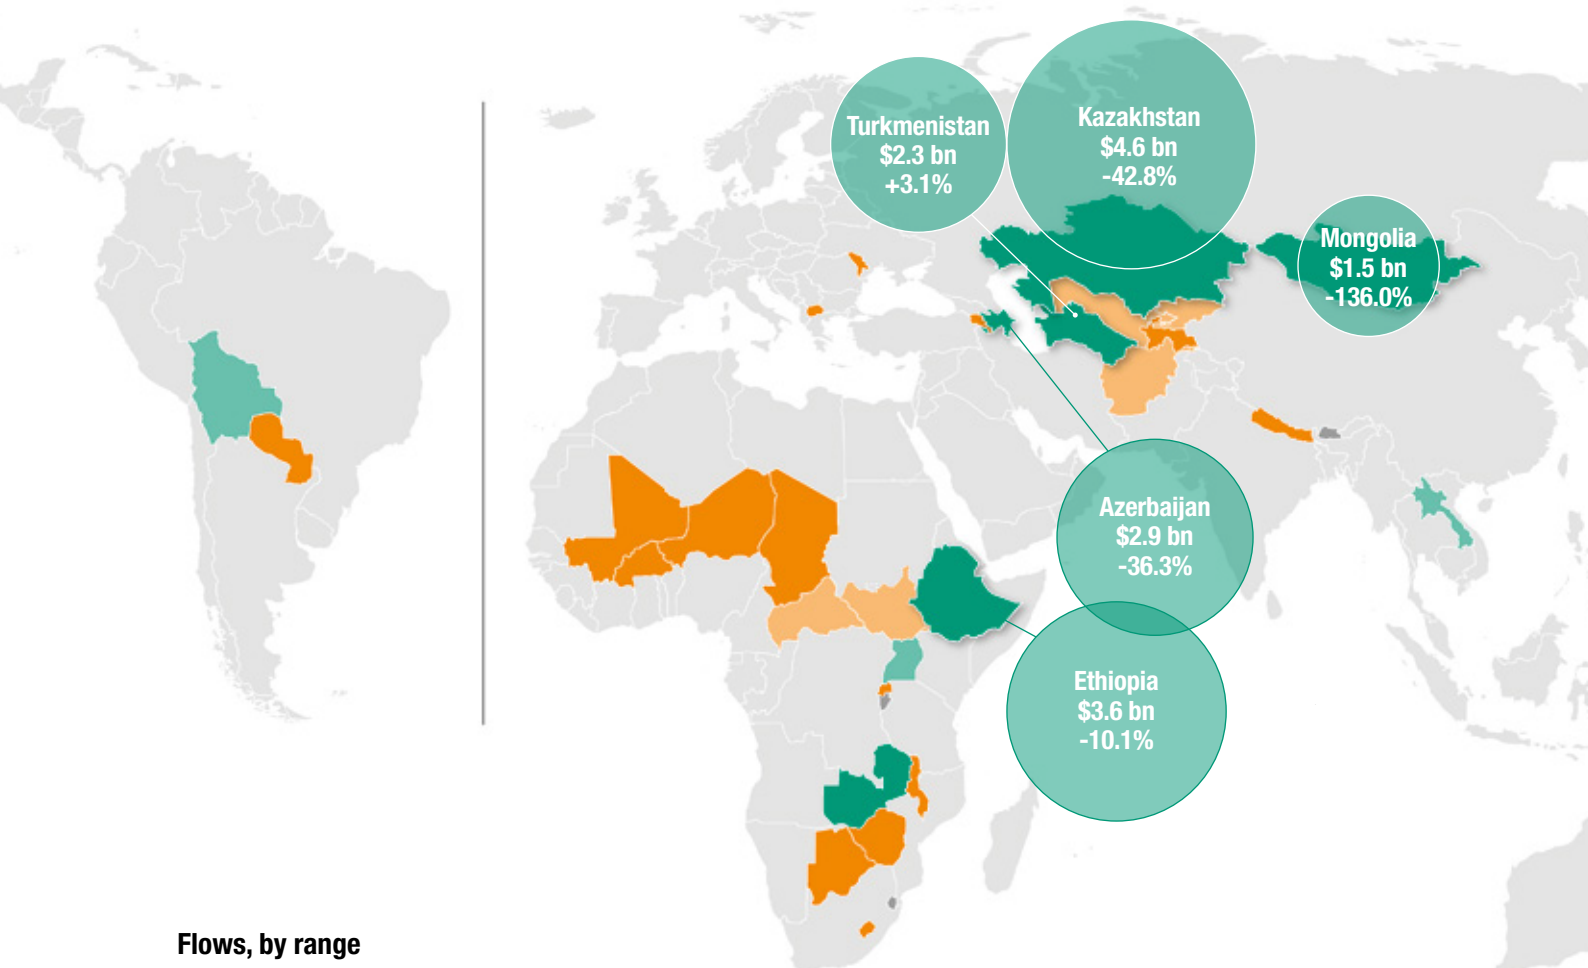 Turkmenistan
$2.3 bn
+3.1%
Kazakhstan
$4.6 bn
-42.8%
Mongolia
$1.5 bn
-136.0%
Azerbaijan
$2.9 bn
-36.3%
Ethiopia
$3.6 bn
-10.1%
Flows, by range